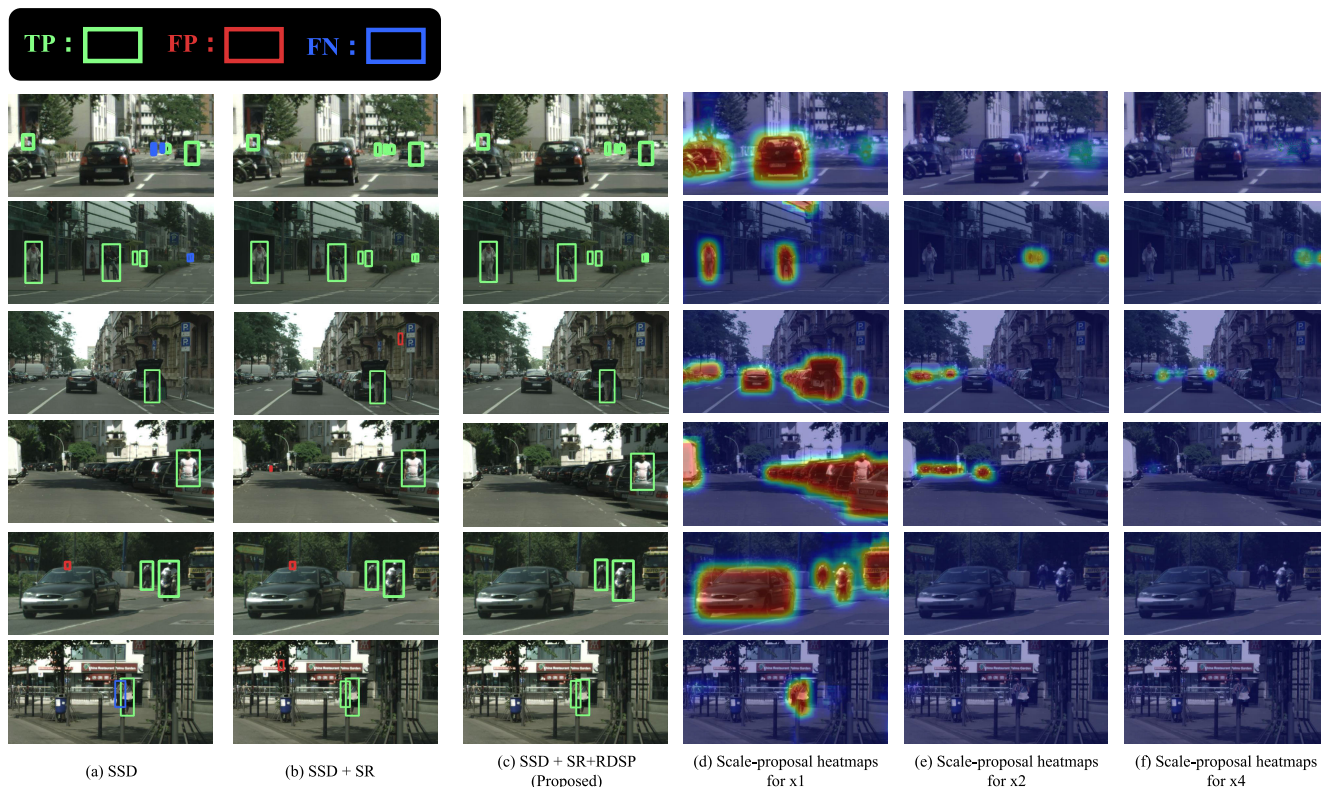 TP :
FP :
FN :
P
P
P
P
P
P
(a) SSD
(b) SSD + SR
(c) SSD + SR+RDSP
(Proposed)
(d) Scale-proposal heatmaps
for x1
(e) Scale-proposal heatmaps
for x2
(f) Scale-proposal heatmaps
for x4